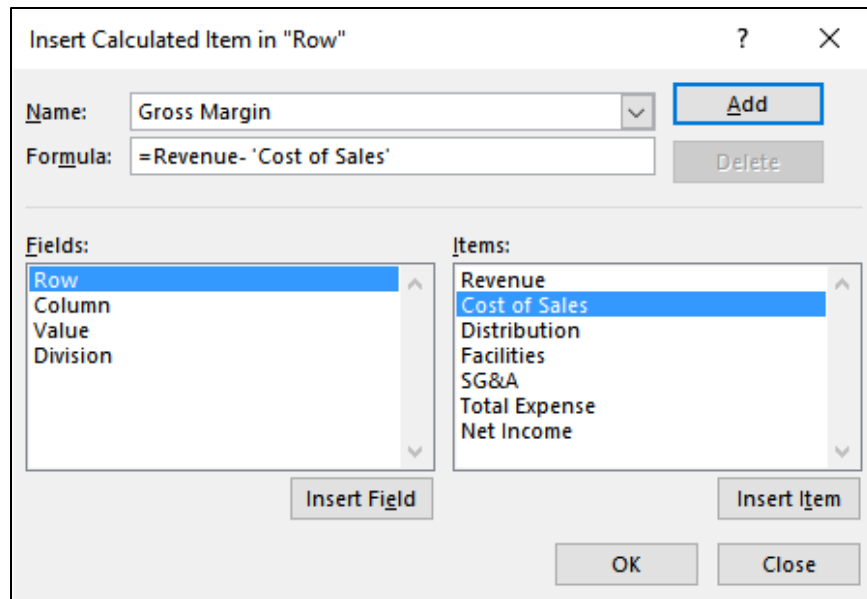 Insert Calculated Item in "Row" ?
Name: Gross Margin Add
Formula: =Revenue- 'Cost of Sales' Delete
Fields: Items:
Row
Column
Value
Division
Revenue
Cost of Sales
Distribution
Facilities
SG&A
Total Expense
Net Income
Insert Field Insert Item
OK Close